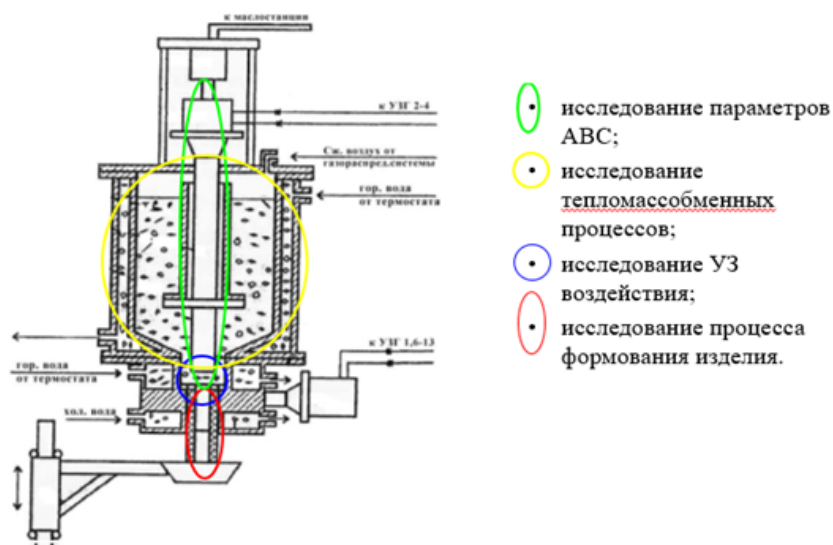 к маслостанции
к УЗГ 2-4
Сж. воздух от
газораспред.системы
гор. вода
от термостата
к УЗГ 1,6-13
гор. вода
от термостата
хол. вода
• исследование параметров
АВС;
• исследование
тепломассобменных
процессов;
• исследование УЗ
воздействия;
• исследование процесса
формования изделия.